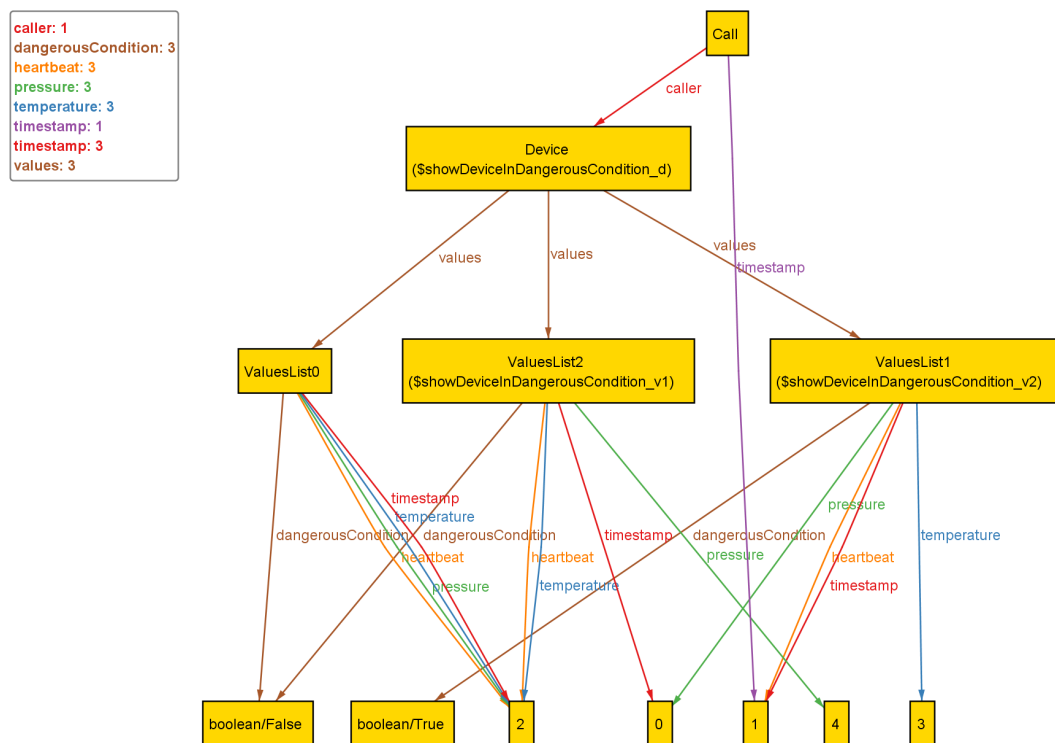 caller: 1
dangerousCondition: 3
heartbeat: 3
pressure: 3
temperature: 3
timestamp: 1
timestamp: 3
values: 3
Call
caller
Device
($showDeviceInDangerousCondition_d)
values
values
values
timestamp
ValuesList0
ValuesList2
($showDeviceInDangerousCondition_v1)
ValuesList1
($showDeviceInDangerousCondition_v2)
timestamp
temperature
pressure
dangerousCondition
dangerousCondition
timestamp
dangerousCondition
temperature
heartbeat
heartbeat
pressure
heartbeat
pressure
temperature
timestamp
boolean/False
boolean/True
2
0
1
4
3